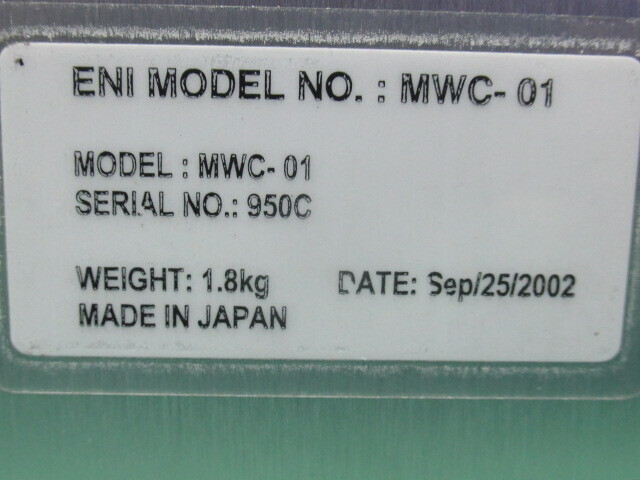 ENI MODEL NO. : MWC- 01
MODEL : MWC- 01
SERIAL NO.: 950C
WEIGHT: 1.8kg DATE: Sep/25/2002
MADE IN JAPAN